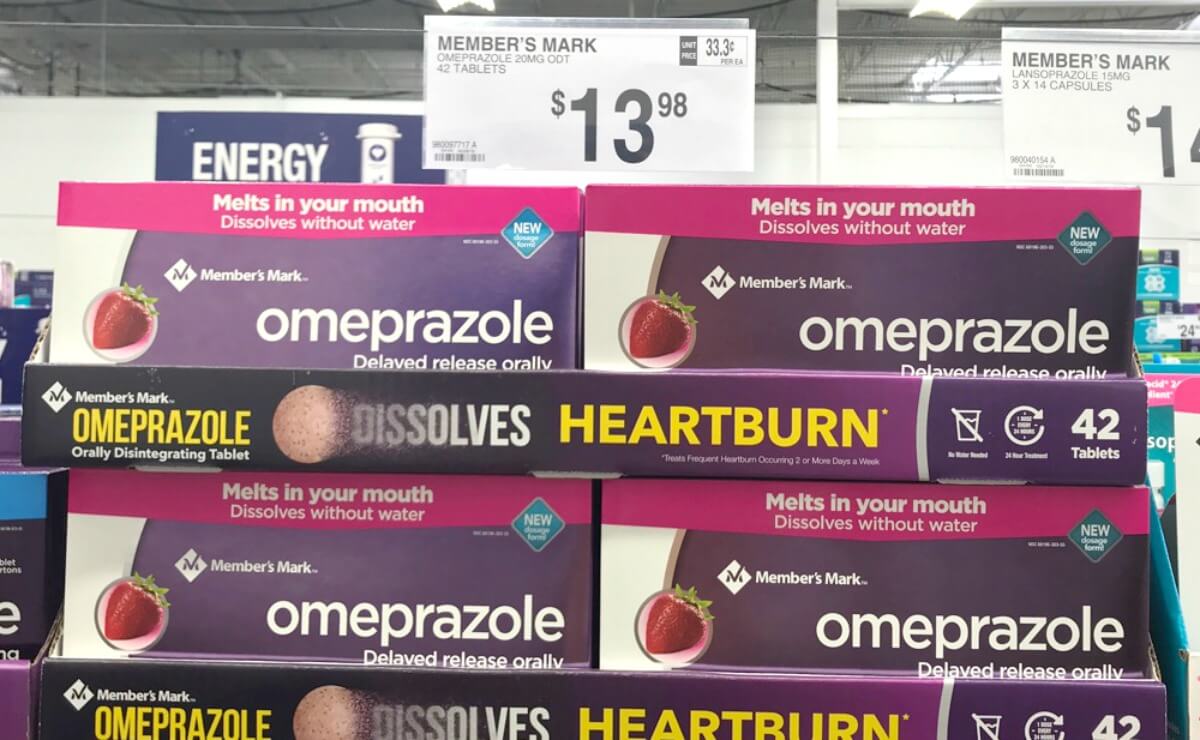 MEMBER'S MARK
OMEPRAZOLE 20MG ODT
42 TABLETS
UNIT PRICE 33.3¢ PER EA
$13.98
980097717 A
MEMBER'S MARK
LANSOPRAZOLE 15MG
3 X 14 CAPSULES
$1
980040154 A
ENERGY
Melts in your mouth
Dissolves without water
NEW
dosage
form!
Member's Mark
omeprazole
Delayed release orally
Melts in your mouth
Dissolves without water
NEW
dosage
form!
Member's Mark
omeprazole
Delayed release orally
Member's Mark
OMEPRAZOLE
Orally Disintegrating Tablet
DISSOLVES HEARTBURN*
*Treats Frequent Heartburn Occurring 2 or More Days a Week
No Water Needed
1 DOSE EVERY 24 HOURS
24 Hour Treatment
42
Tablets
Melts in your mouth
Dissolves without water
NEW
dosage
form!
Member's Mark
omeprazole
Delayed release orally
Melts in your mouth
Dissolves without water
NEW
dosage
form!
Member's Mark
omeprazole
Delayed release orally
Member's Mark
OMEPRAZOLE
DISSOLVES HEARTBURN*
42